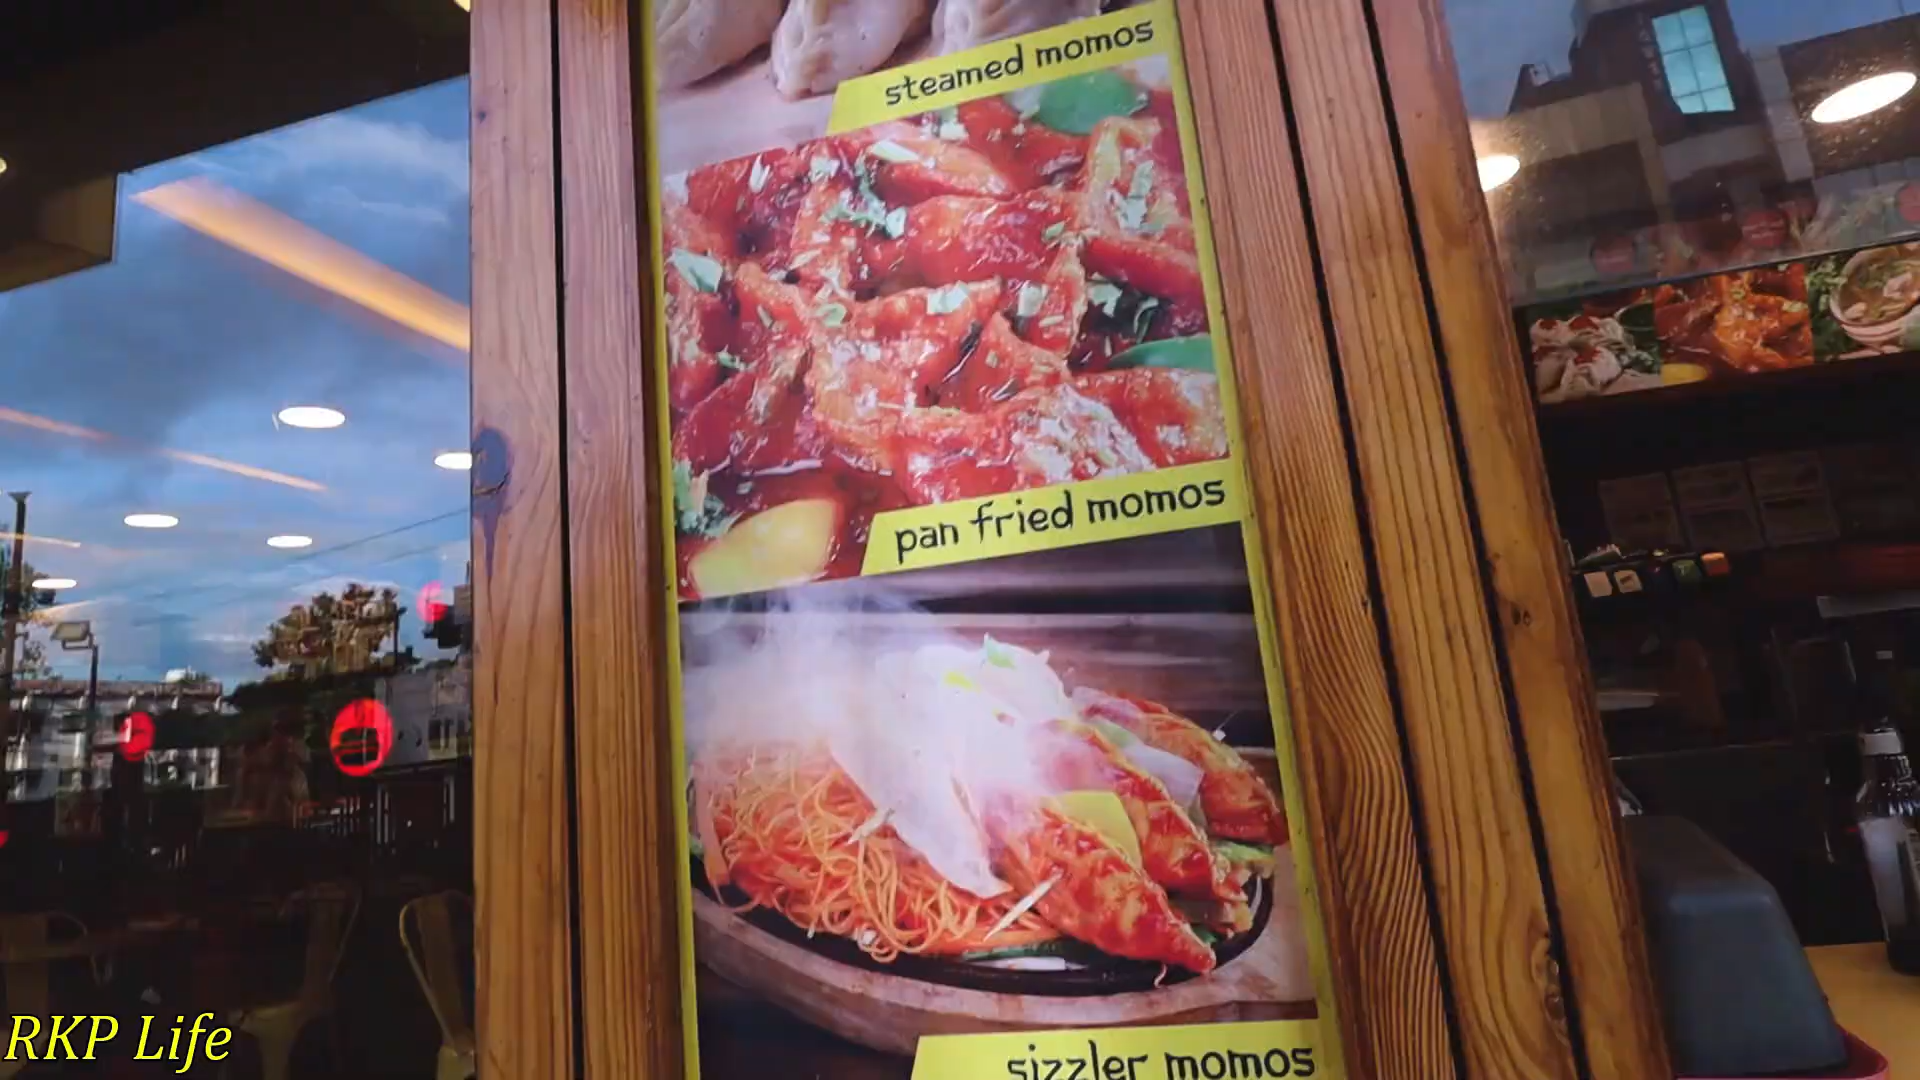 steamed momos
pan fried momos
sizzler momos
RKP Life